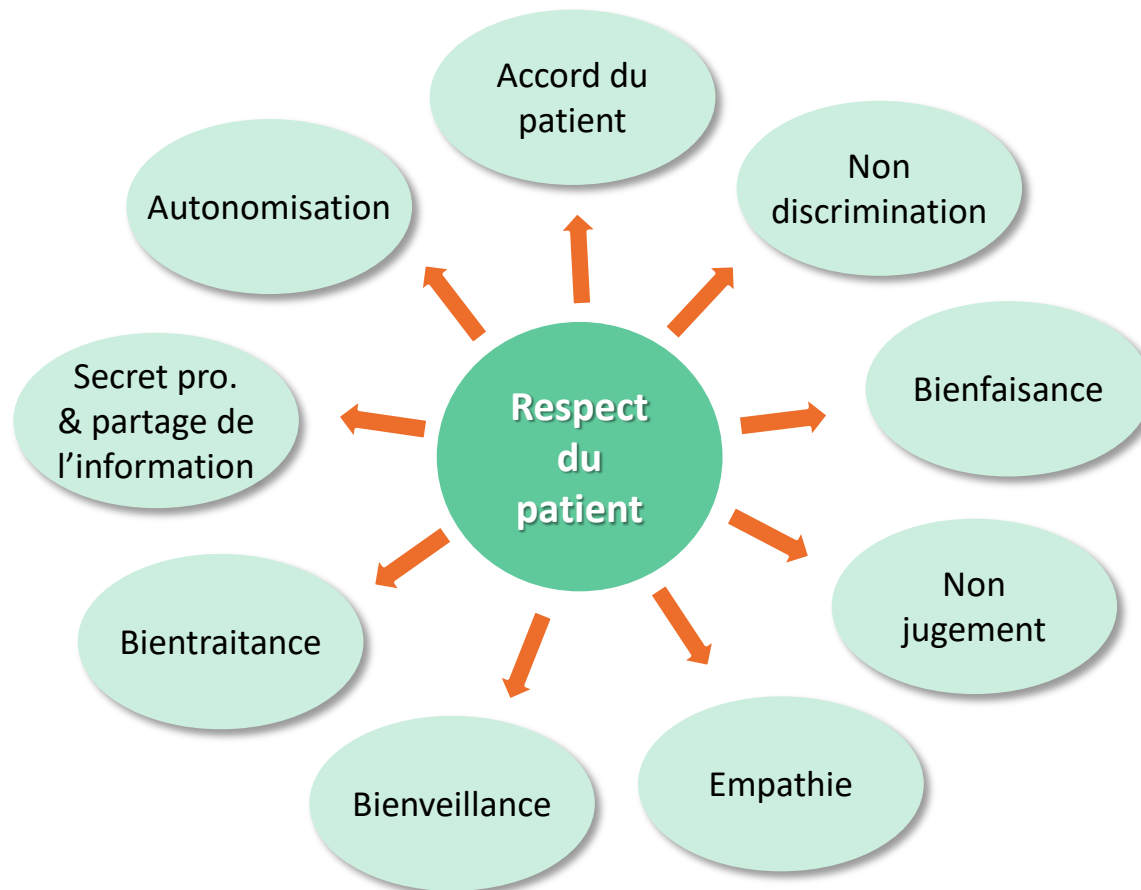 Accord du
patient
Non
discrimination
Autonomisation
Bienfaisance
Secret pro.
& partage de
l’information
Respect
du
patient
Non
jugement
Bientraitance
Empathie
Bienveillance